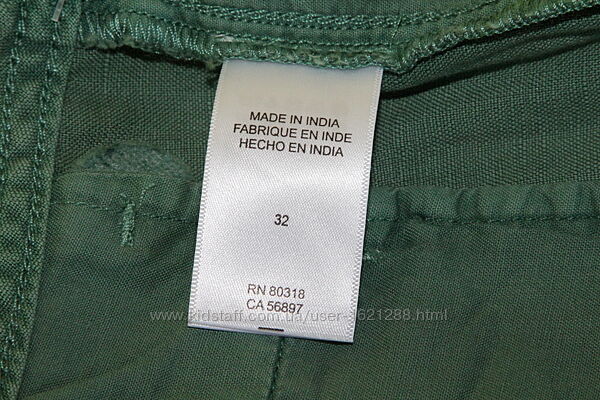 MADE IN INDIA
FABRIQUE EN INDE
HECHO EN INDIA
32
RN 80318
CA 56897
www.kidstaff.com.ua/user-1621288.html